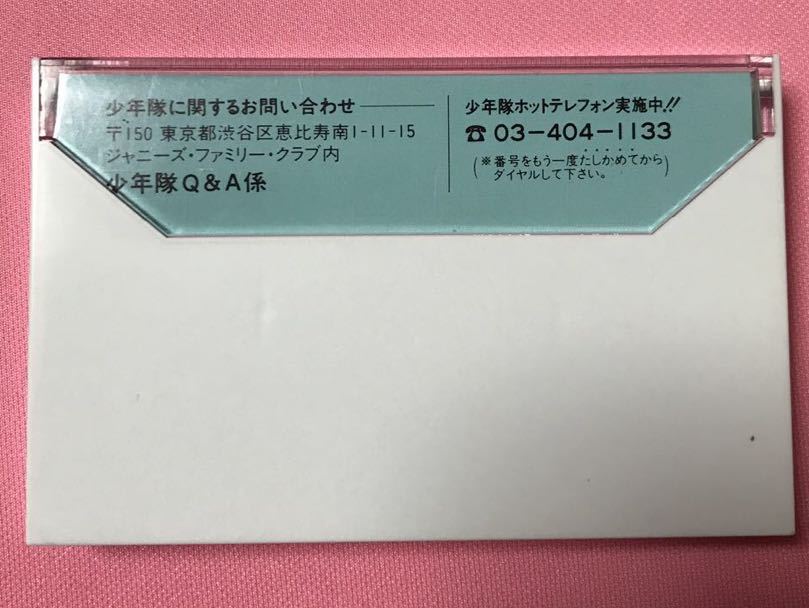 少年隊に関するお問い合わせ
〒150 東京都渋谷区恵比寿南1-11-15
ジャニーズ・ファミリー・クラブ内
少年隊Q&A係
少年隊ホットテレフォン実施中!!
☎ 03-404-1133
(※番号をもう一度たしかめてから
ダイヤルして下さい。)